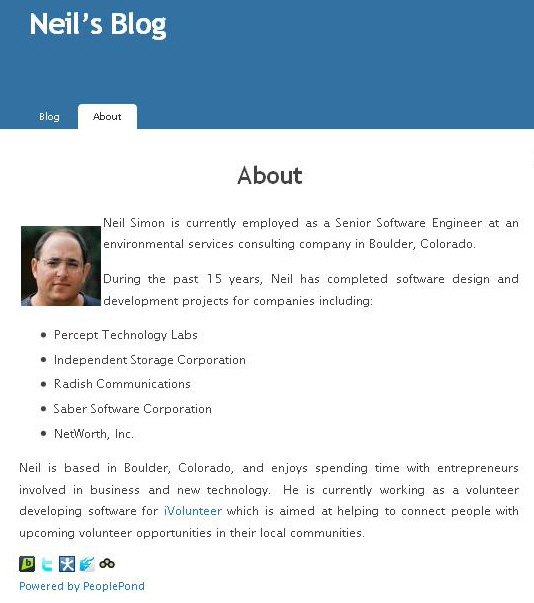 Neil's Blog
Blog
About
About
Neil Simon is currently employed as a Senior Software Engineer at an
environmental services consulting company in Boulder, Colorado.
During the past 15 years, Neil has completed software design and
development projects for companies including:
Percept Technology Labs
Independent Storage Corporation
Radish Communications
Saber Software Corporation
NetWorth, Inc.
Neil is based in Boulder, Colorado, and enjoys spending time with entrepreneurs
involved in business and new technology. He is currently working as a volunteer
developing software for iVolunteer which is aimed at helping to connect people with
upcoming volunteer opportunities in their local communities.
Powered by PeoplePond